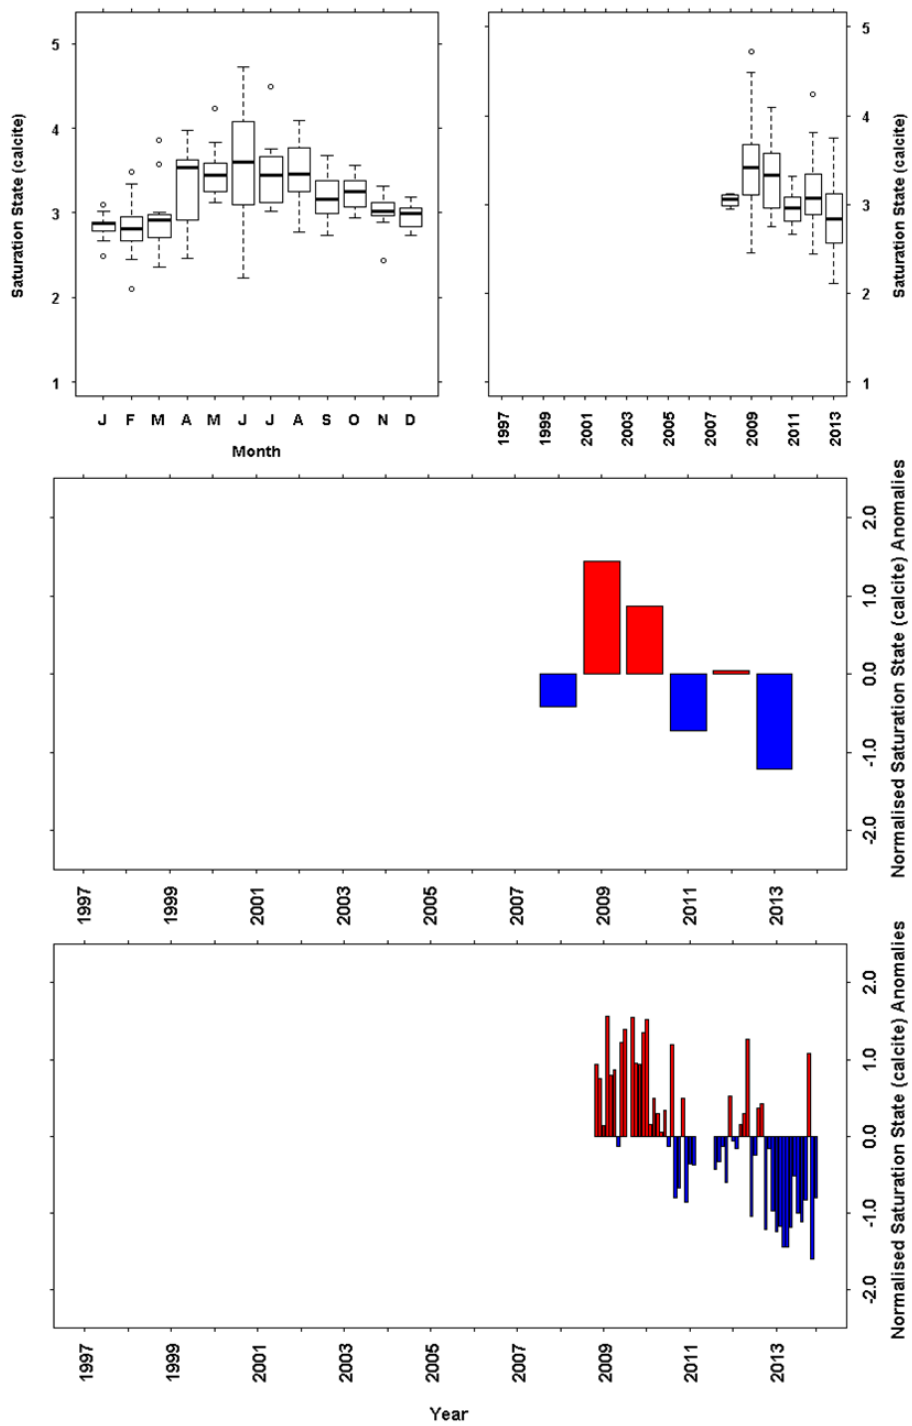 Saturation State (calcite)
5
4
3
2
1
J F M A M J J A S O N D
Month
5
4
3
2
1
Saturation State (calcite)
1997 1999 2001 2003 2005 2007 2009 2011 2013
2.0
1.0
0.0
-1.0
-2.0
Normalised Saturation State (calcite) Anomalies
1997 1999 2001 2003 2005 2007 2009 2011 2013
2.0
1.0
0.0
-1.0
-2.0
Normalised Saturation State (calcite) Anomalies
1997 1999 2001 2003 2005 2007 2009 2011 2013
Year